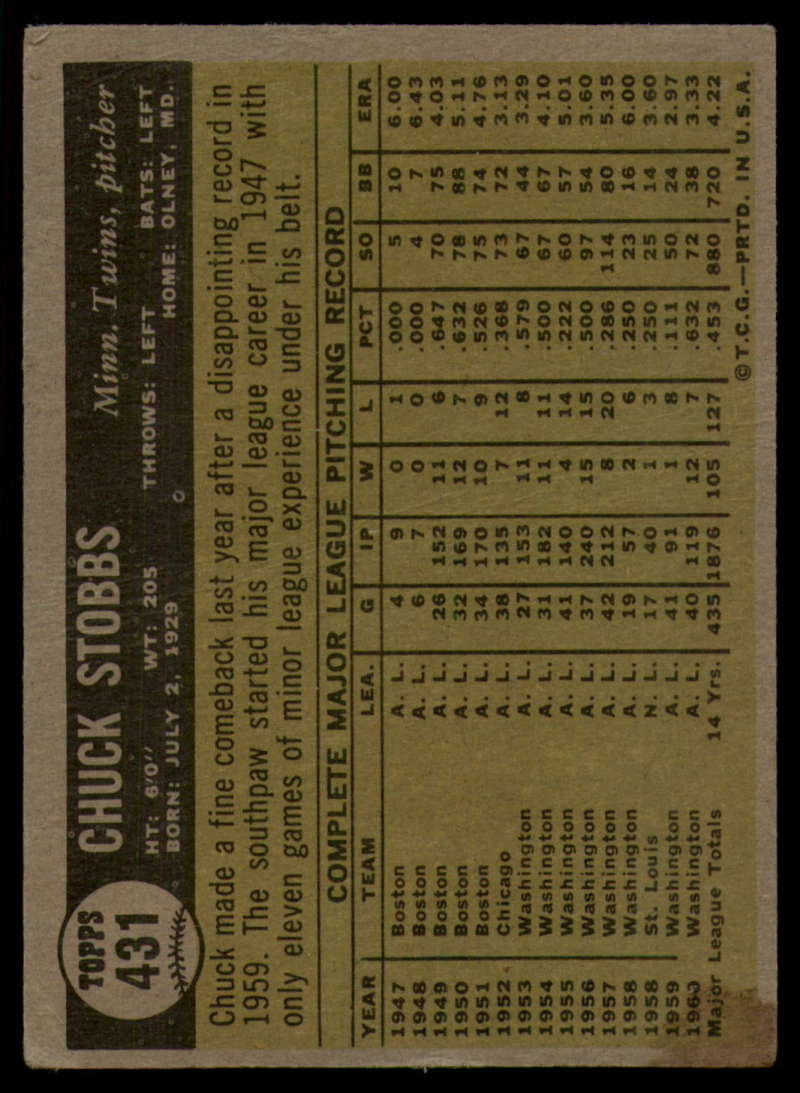 TOPPS
431
CHUCK STOBBS Minn. Twins, pitcher
HT: 6'0" WT: 205 THROWS: LEFT BATS: LEFT
BORN: JULY 2, 1929 HOME: OLNEY, MD.
Chuck made a fine comeback last year after a disappointing record in
1959. The southpaw started his major league career in 1947 with
only eleven games of minor league experience under his belt.
COMPLETE MAJOR LEAGUE PITCHING RECORD
YEAR TEAM LEA. G IP W L PCT SO BB ERA
1947 Boston A. L. 4 9 0 1 .000 5 10 6.00
1948 Boston A. L. 6 7 0 0 .000 4 7 6.43
1949 Boston A. L. 26 152 11 6 .647 70 75 4.03
1950 Boston A. L. 32 169 12 7 .632 78 88 5.11
1951 Boston A. L. 34 170 10 9 .526 75 74 4.76
1952 Chicago A. L. 38 135 7 12 .368 73 72 3.13
1953 Washington A. L. 27 153 11 8 .579 67 44 3.29
1954 Washington A. L. 31 182 11 11 .500 67 67 4.10
1955 Washington A. L. 41 140 4 14 .222 60 57 5.01
1956 Washington A. L. 37 240 15 15 .500 97 54 3.60
1957 Washington A. L. 42 212 8 20 .286 114 80 5.35
1958 Washington A. L. 19 57 2 6 .250 23 16 6.00
1958 St. Louis N. L. 17 40 1 3 .250 25 14 3.60
1959 Washington A. L. 41 91 1 8 .111 50 24 2.97
1960 Washington A. L. 40 119 12 7 .632 72 38 3.33
Major League Totals 14 Yrs. 435 1876 105 127 .453 880 720 4.22
©T.C.G.—PRTD. IN U.S.A.